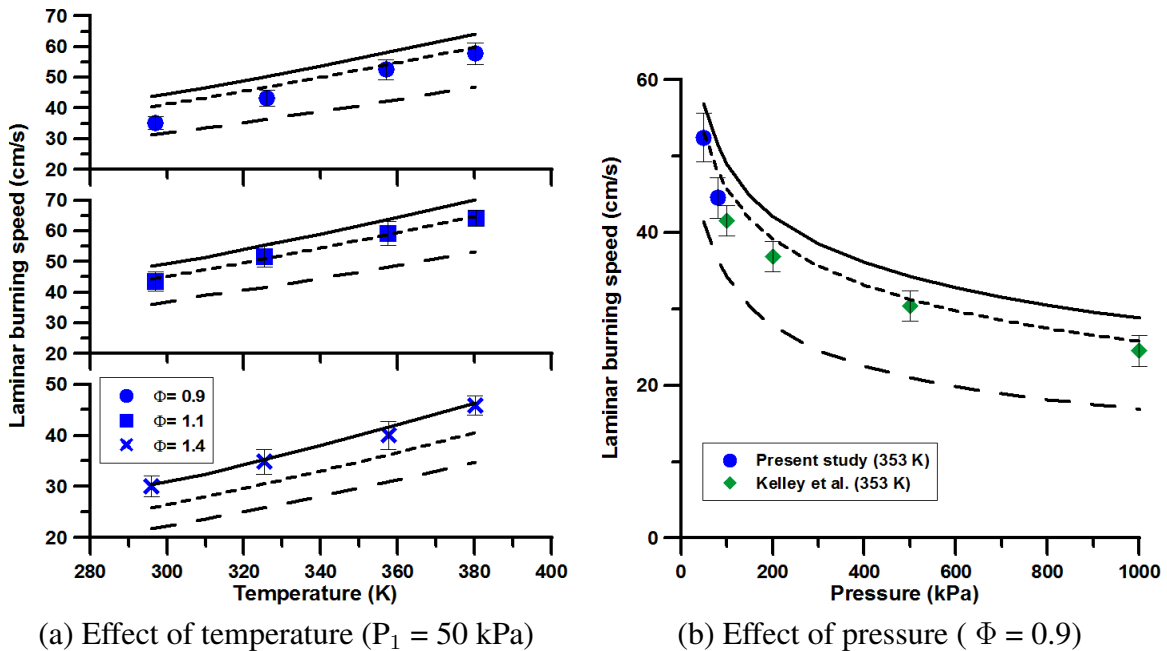 Laminar burning speed (cm/s)
70
60
50
40
30
20
70
60
50
40
30
20
50
40
30
20
Φ= 0.9
Φ= 1.1
Φ= 1.4
280 300 320 340 360 380 400
Temperature (K)
(a) Effect of temperature (P₁ = 50 kPa)
Laminar burning speed (cm/s)
60
40
20
0
Present study (353 K)
Kelley et al. (353 K)
0 200 400 600 800 1000
Pressure (kPa)
(b) Effect of pressure ( Φ = 0.9)